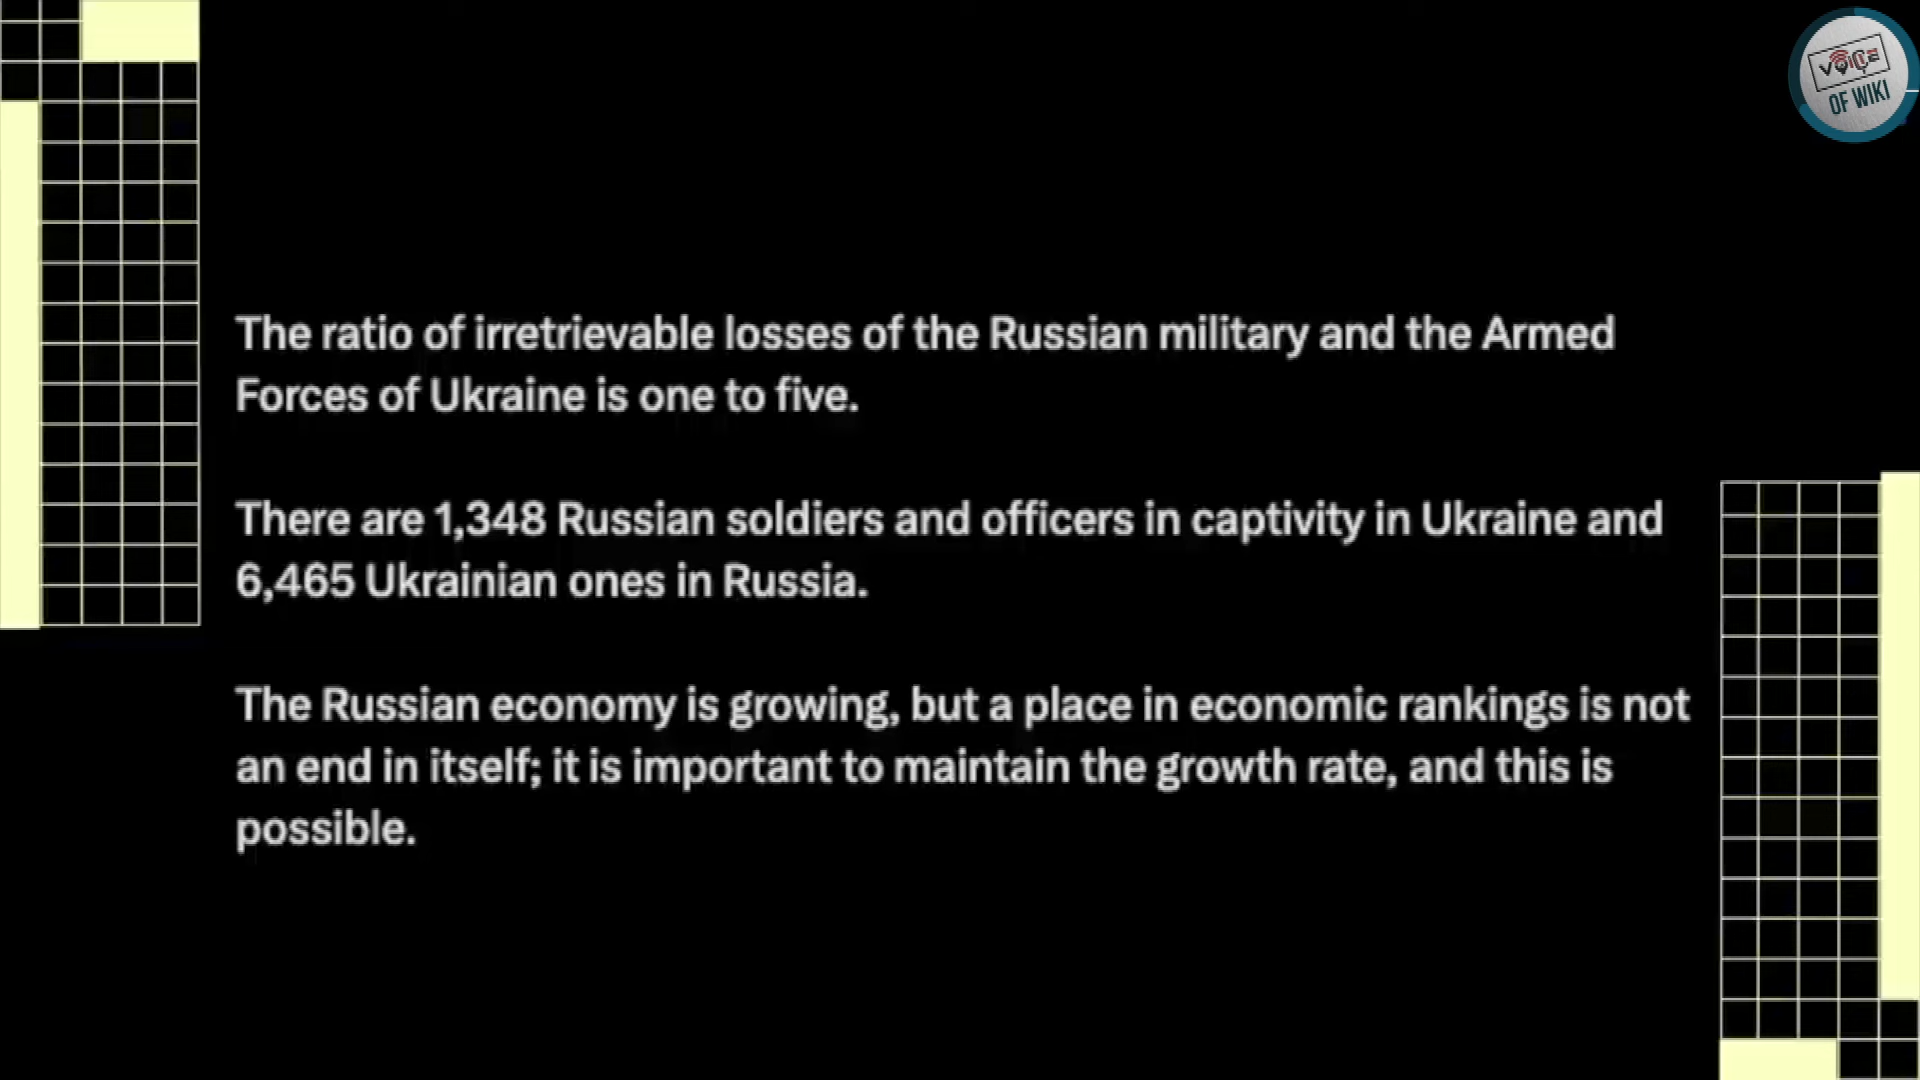 VOICE
OF WIKI
The ratio of irretrievable losses of the Russian military and the Armed
Forces of Ukraine is one to five.
There are 1,348 Russian soldiers and officers in captivity in Ukraine and
6,465 Ukrainian ones in Russia.
The Russian economy is growing, but a place in economic rankings is not
an end in itself; it is important to maintain the growth rate, and this is
possible.